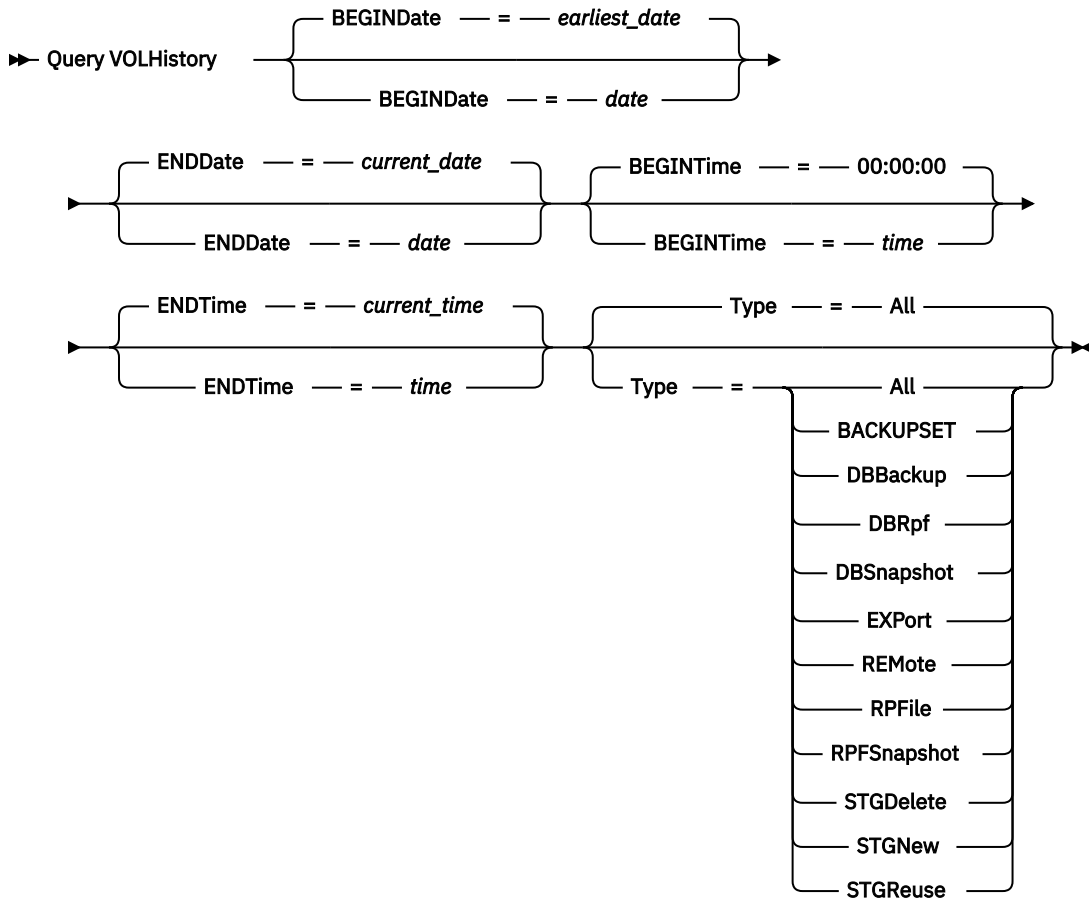 BEGINDate = earliest_date
Query VOLHistory
BEGINDate = date
ENDDate = current_date BEGINTime = 00:00:00
ENDDate = date BEGINTime = time
ENDTime = current_time Type = All
ENDTime = time Type = All
BACKUPSET
DBBackup
DBRpf
DBSnapshot
EXPort
REMote
RPFile
RPFSnapshot
STGDelete
STGNew
STGReuse